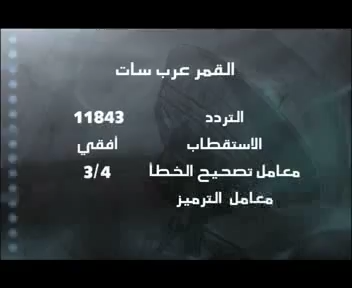 القمر عرب سات
التردد 11843
الاستقطاب أفقي
معامل تصحيح الخطأ 3/4
معامل الترميز